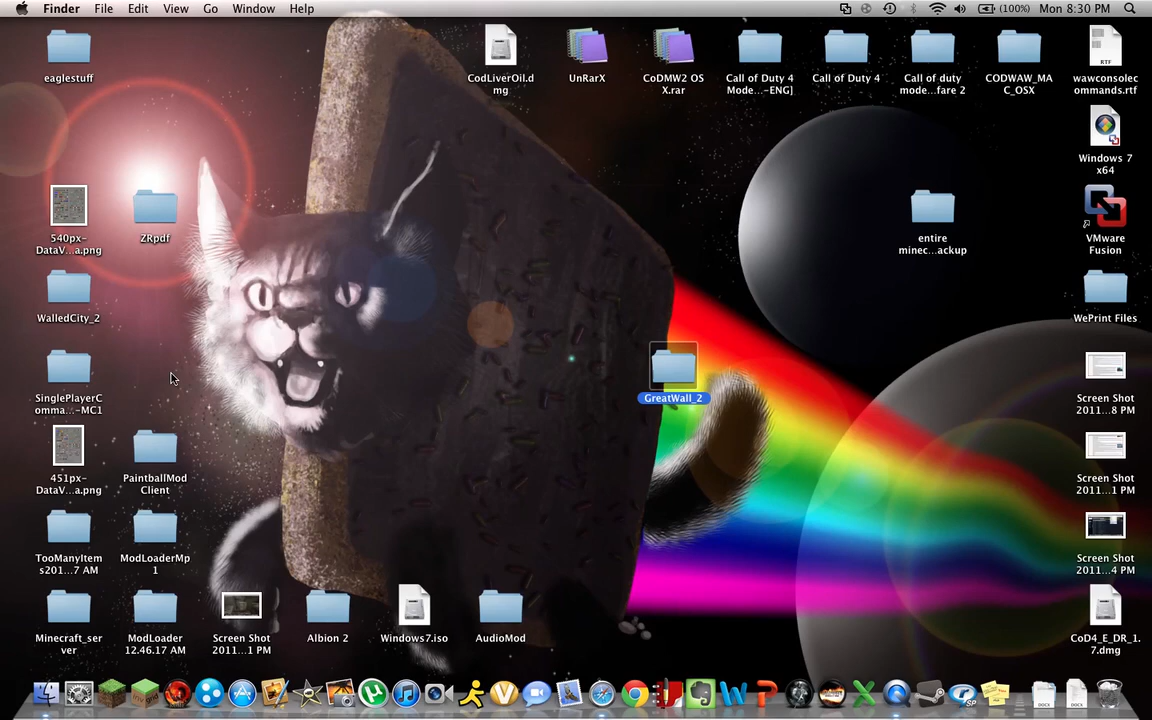 Finder File Edit View Go Window Help (100%) Mon 8:30 PM
eaglestuff
CodLiverOil.d
mg
UnRarX
CoDMW2 OS
X.rar
Call of Duty 4
Mode...-ENG]
Call of Duty 4
Call of duty
mode...fare 2
CODWAW_MA
C_OSX
wawconsolec
ommands.rtf
Windows 7
x64
540px-
DataV...a.png
ZRpdf
entire
minec...ackup
VMware
Fusion
WalledCity_2
WePrint Files
SinglePlayerC
omma...-MC1
GreatWall_2
Screen Shot
2011...8 PM
451px-
DataV...a.png
PaintballMod
Client
Screen Shot
2011...1 PM
TooManyItem
s201...7 AM
ModLoaderMp
1
Screen Shot
2011...4 PM
Minecraft_ser
ver
ModLoader
12.46.17 AM
Screen Shot
2011...1 PM
Albion 2
Windows7.iso
AudioMod
CoD4_E_DR_1.
7.dmg